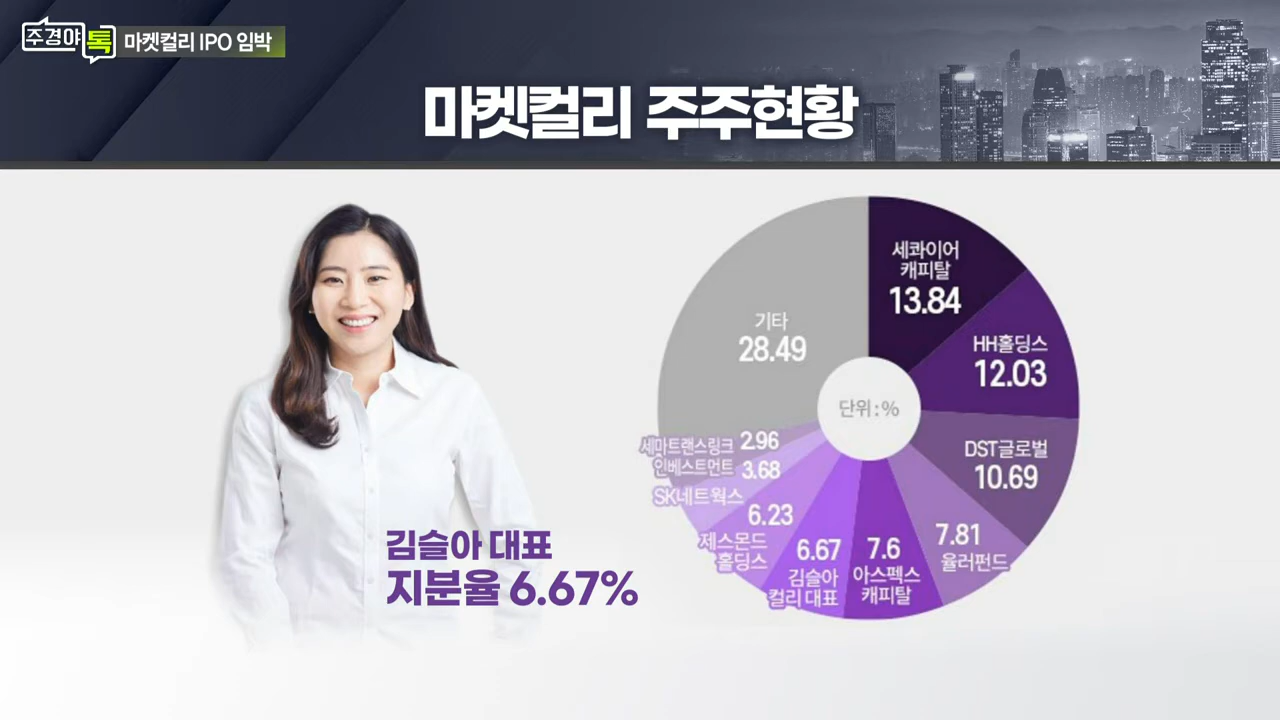 주경야톡
마켓컬리 IPO 임박
마켓컬리 주주현황
세콰이어
캐피탈
13.84
HH홀딩스
12.03
DST글로벌
10.69
7.81
율러펀드
7.6
아스펙스
캐피탈
6.67
김슬아
컬리 대표
6.23
제스몬드
홀딩스
3.68
SK네트웍스
2.96
세마트랜스링크
인베스트먼트
기타
28.49
단위:%
김슬아 대표
지분율 6.67%